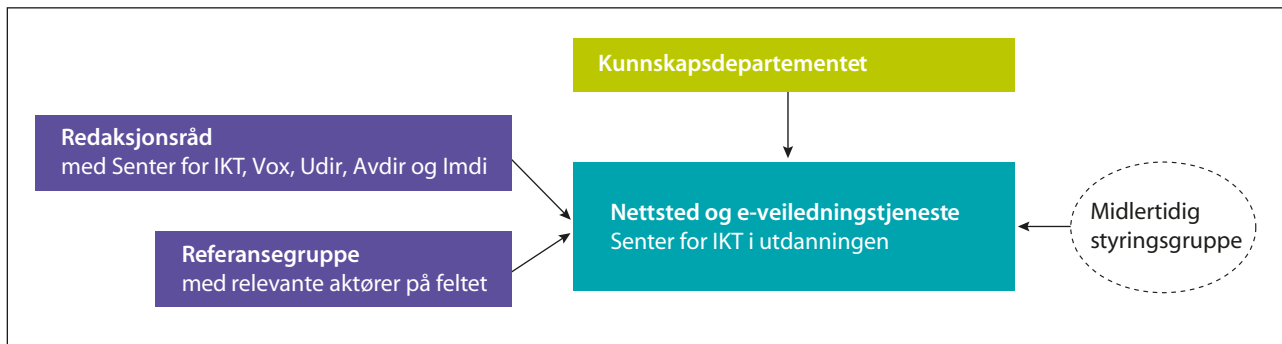 Kunnskapsdepartementet
Redaksjonsråd
med Senter for IKT, Vox, Udir, Avdir og Imdi
Nettsted og e-veiledningstjeneste
Senter for IKT i utdanningen
Midlertidig
styringsgruppe
Referansegruppe
med relevante aktører på feltet